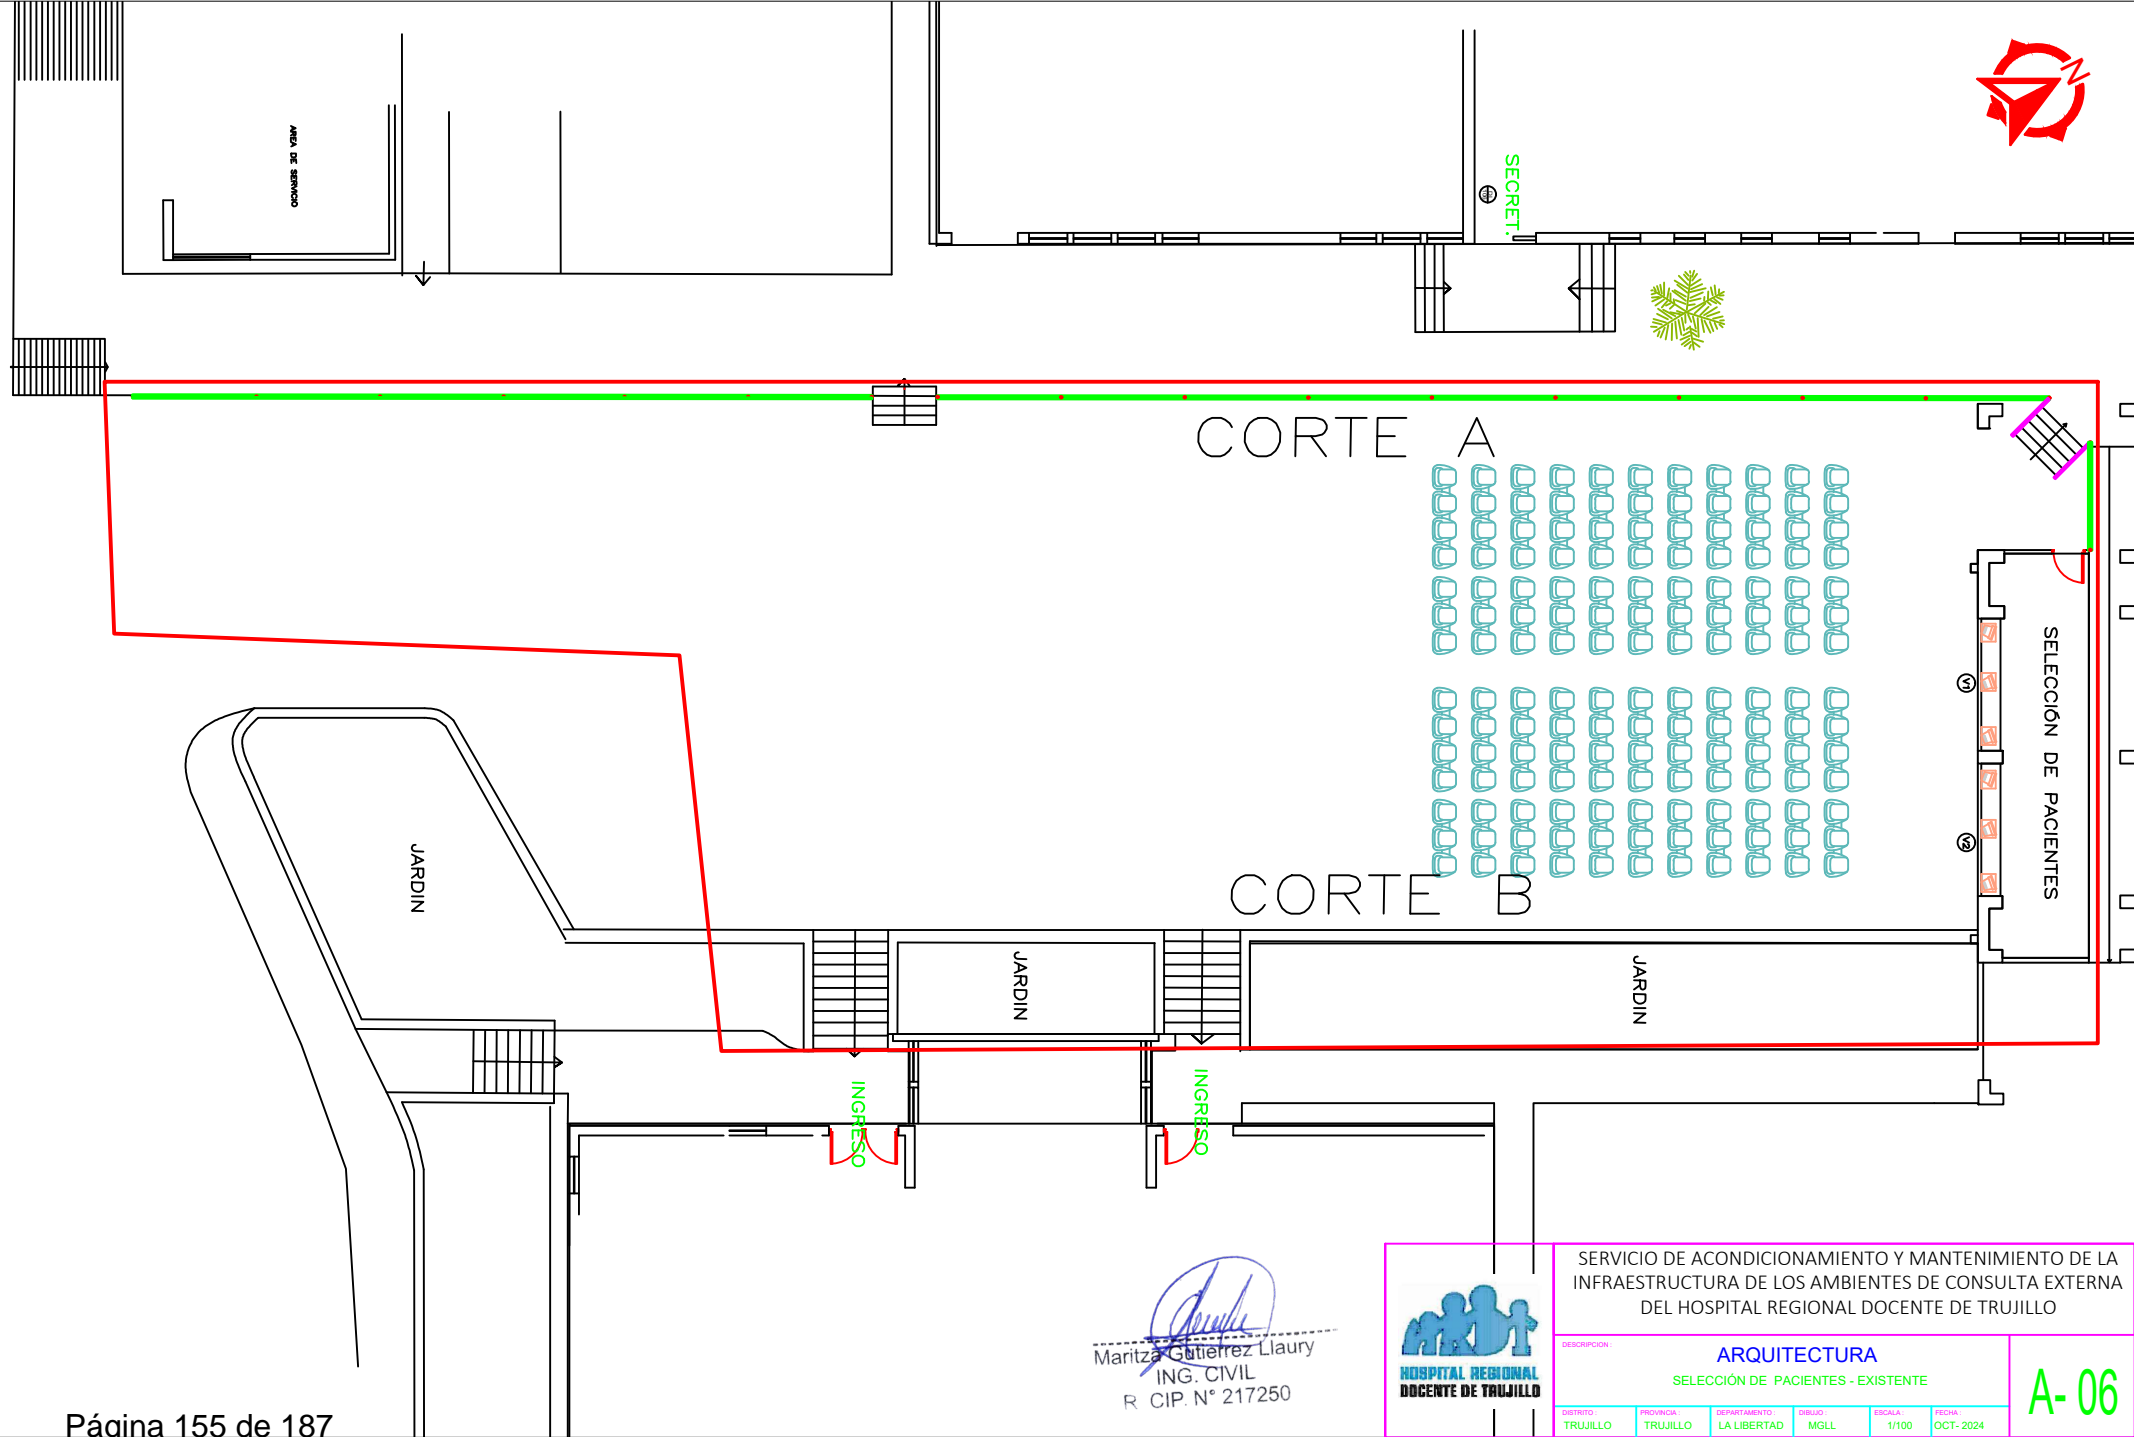 AREA DE SERVICIO
SECRET.
N
CORTE A
SELECCIÓN DE PACIENTES
V1
V2
CORTE B
JARDIN
JARDIN
JARDIN
INGRESO
INGRESO
Maritza Gutierrez Llaury
ING. CIVIL
R CIP. N° 217250
HOSPITAL REGIONAL
DOCENTE DE TRUJILLO
SERVICIO DE ACONDICIONAMIENTO Y MANTENIMIENTO DE LA
INFRAESTRUCTURA DE LOS AMBIENTES DE CONSULTA EXTERNA
DEL HOSPITAL REGIONAL DOCENTE DE TRUJILLO
DESCRIPCION :
ARQUITECTURA
SELECCIÓN DE PACIENTES - EXISTENTE
A- 06
DISTRITO : PROVINCIA : DEPARTAMENTO : DIBUJO : ESCALA : FECHA :
TRUJILLO TRUJILLO LA LIBERTAD MGLL 1/100 OCT- 2024
Página 155 de 187